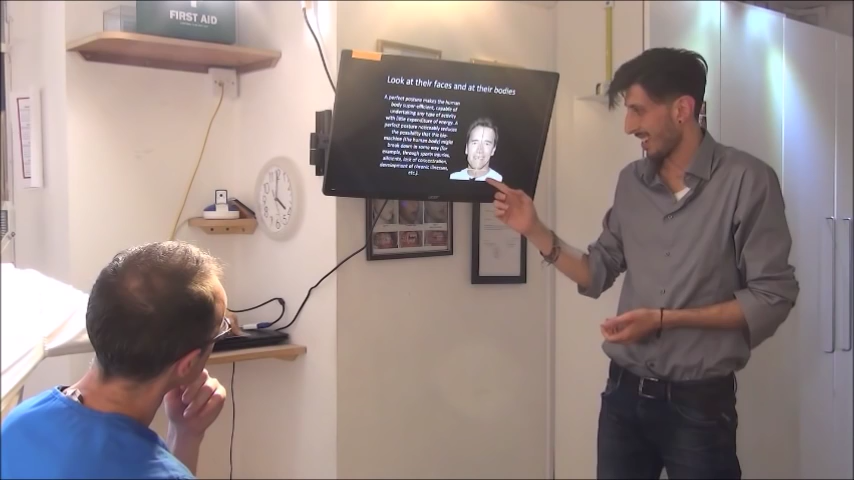 FIRST AID
Look at their faces and at their bodies
A perfect posture makes the human
body super-efficient, capable of
undertaking any type of activity
with little expenditure of energy. A
perfect posture noticeably reduces
the possibility that this bio-
machine (the human body) might
break down in some way (for
example, through sports injuries,
ailments, lack of concentration,
development of chronic illnesses,
etc.).